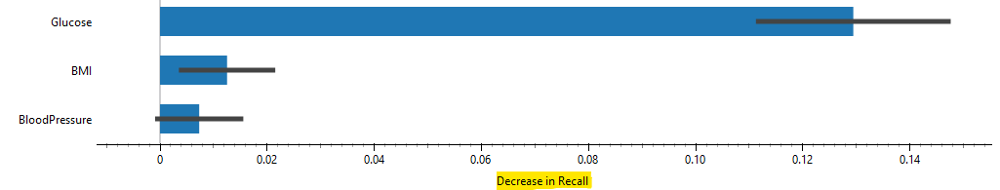 Glucose
BMI
BloodPressure
0 0.02 0.04 0.06 0.08 0.10 0.12 0.14
Decrease in Recall